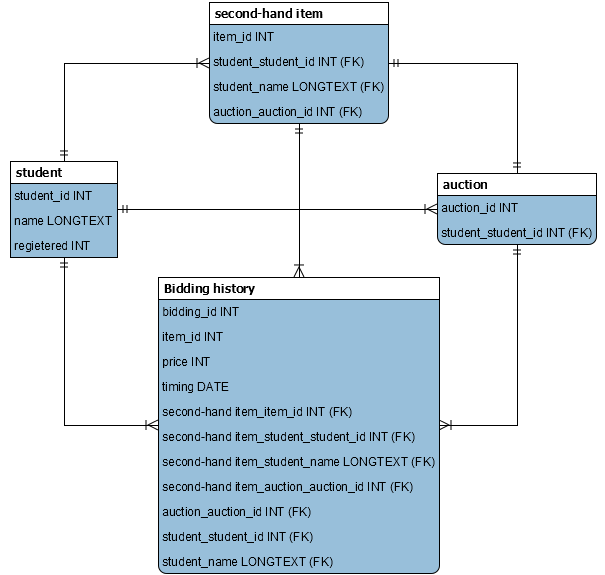 second-hand item
item_id INT
student_student_id INT (FK)
student_name LONGTEXT (FK)
auction_auction_id INT (FK)
student
student_id INT
name LONGTEXT
regietered INT
auction
auction_id INT
student_student_id INT (FK)
Bidding history
bidding_id INT
item_id INT
price INT
timing DATE
second-hand item_item_id INT (FK)
second-hand item_student_student_id INT (FK)
second-hand item_student_name LONGTEXT (FK)
second-hand item_auction_auction_id INT (FK)
auction_auction_id INT (FK)
student_student_id INT (FK)
student_name LONGTEXT (FK)